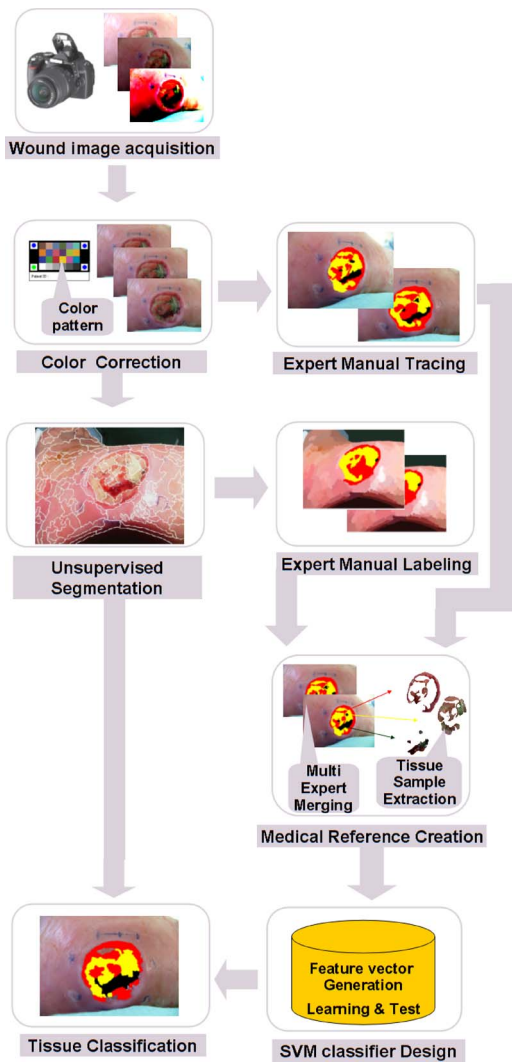 Wound image acquisition
Color
pattern
Color Correction
Expert Manual Tracing
Unsupervised
Segmentation
Expert Manual Labeling
Multi
Expert
Merging
Tissue
Sample
Extraction
Medical Reference Creation
Feature vector
Generation
Learning & Test
Tissue Classification
SVM classifier Design